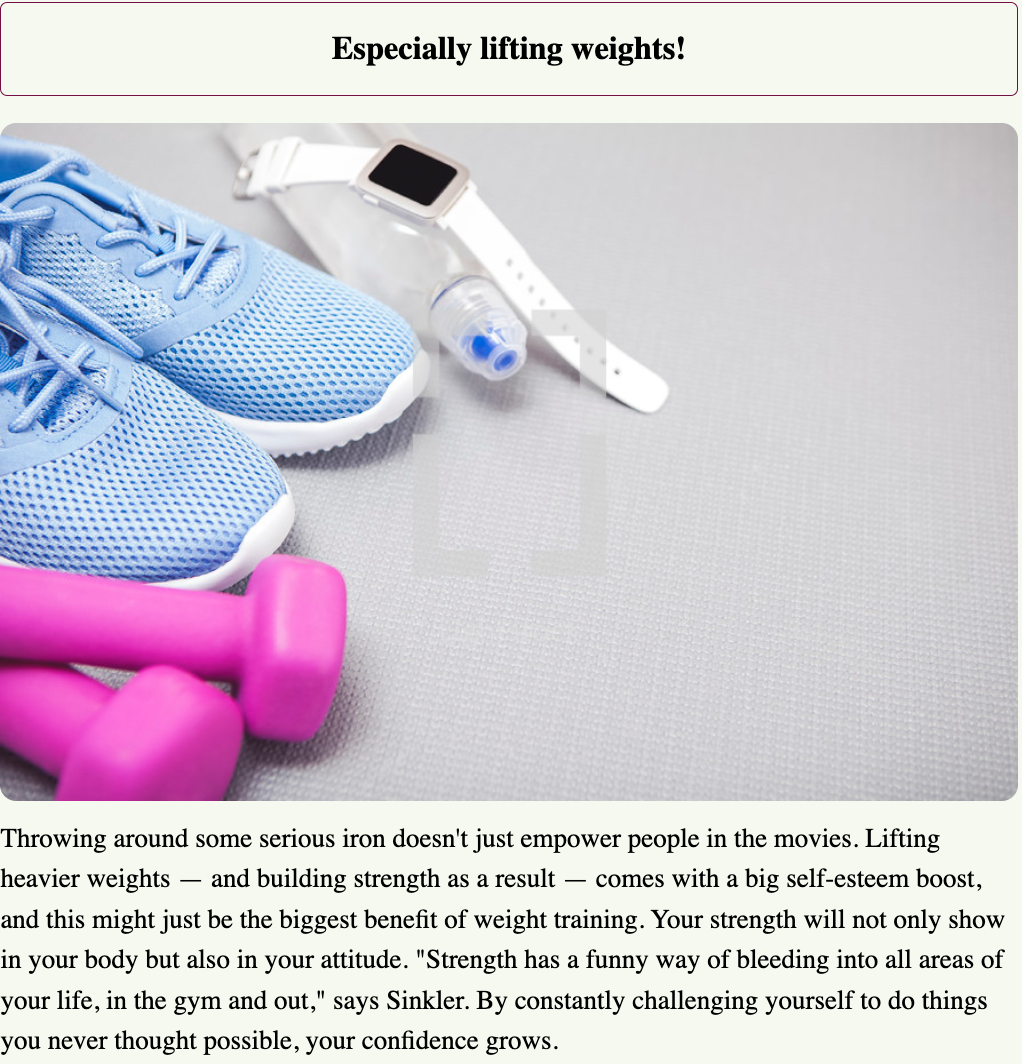 Especially lifting weights!
Throwing around some serious iron doesn't just empower people in the movies. Lifting
heavier weights — and building strength as a result — comes with a big self-esteem boost,
and this might just be the biggest benefit of weight training. Your strength will not only show
in your body but also in your attitude. "Strength has a funny way of bleeding into all areas of
your life, in the gym and out," says Sinkler. By constantly challenging yourself to do things
you never thought possible, your confidence grows.